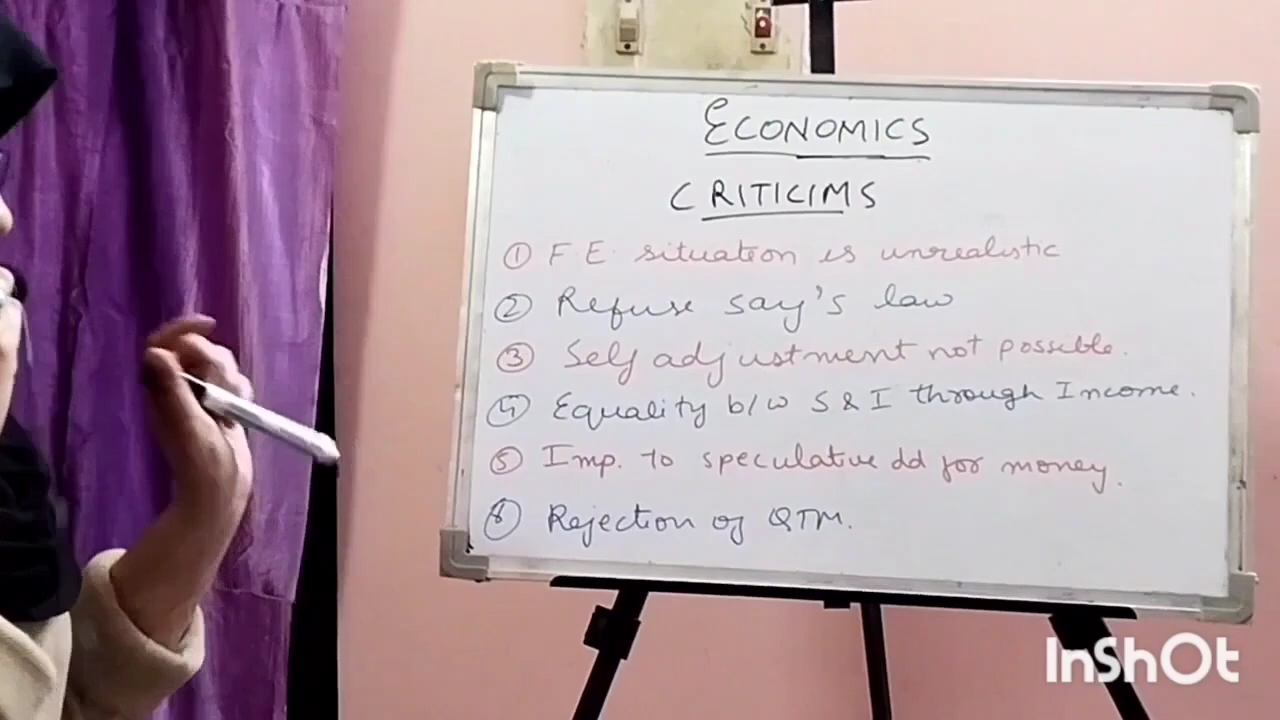 ECONOMICS
CRITICIMS
① F.E. situation is unrealistic
② Refuse say's law
③ Self adjustment not possible.
④ Equality b/w S & I through Income.
⑤ Imp. to speculative dd for money.
⑥ Rejection of QTM.
InShOt